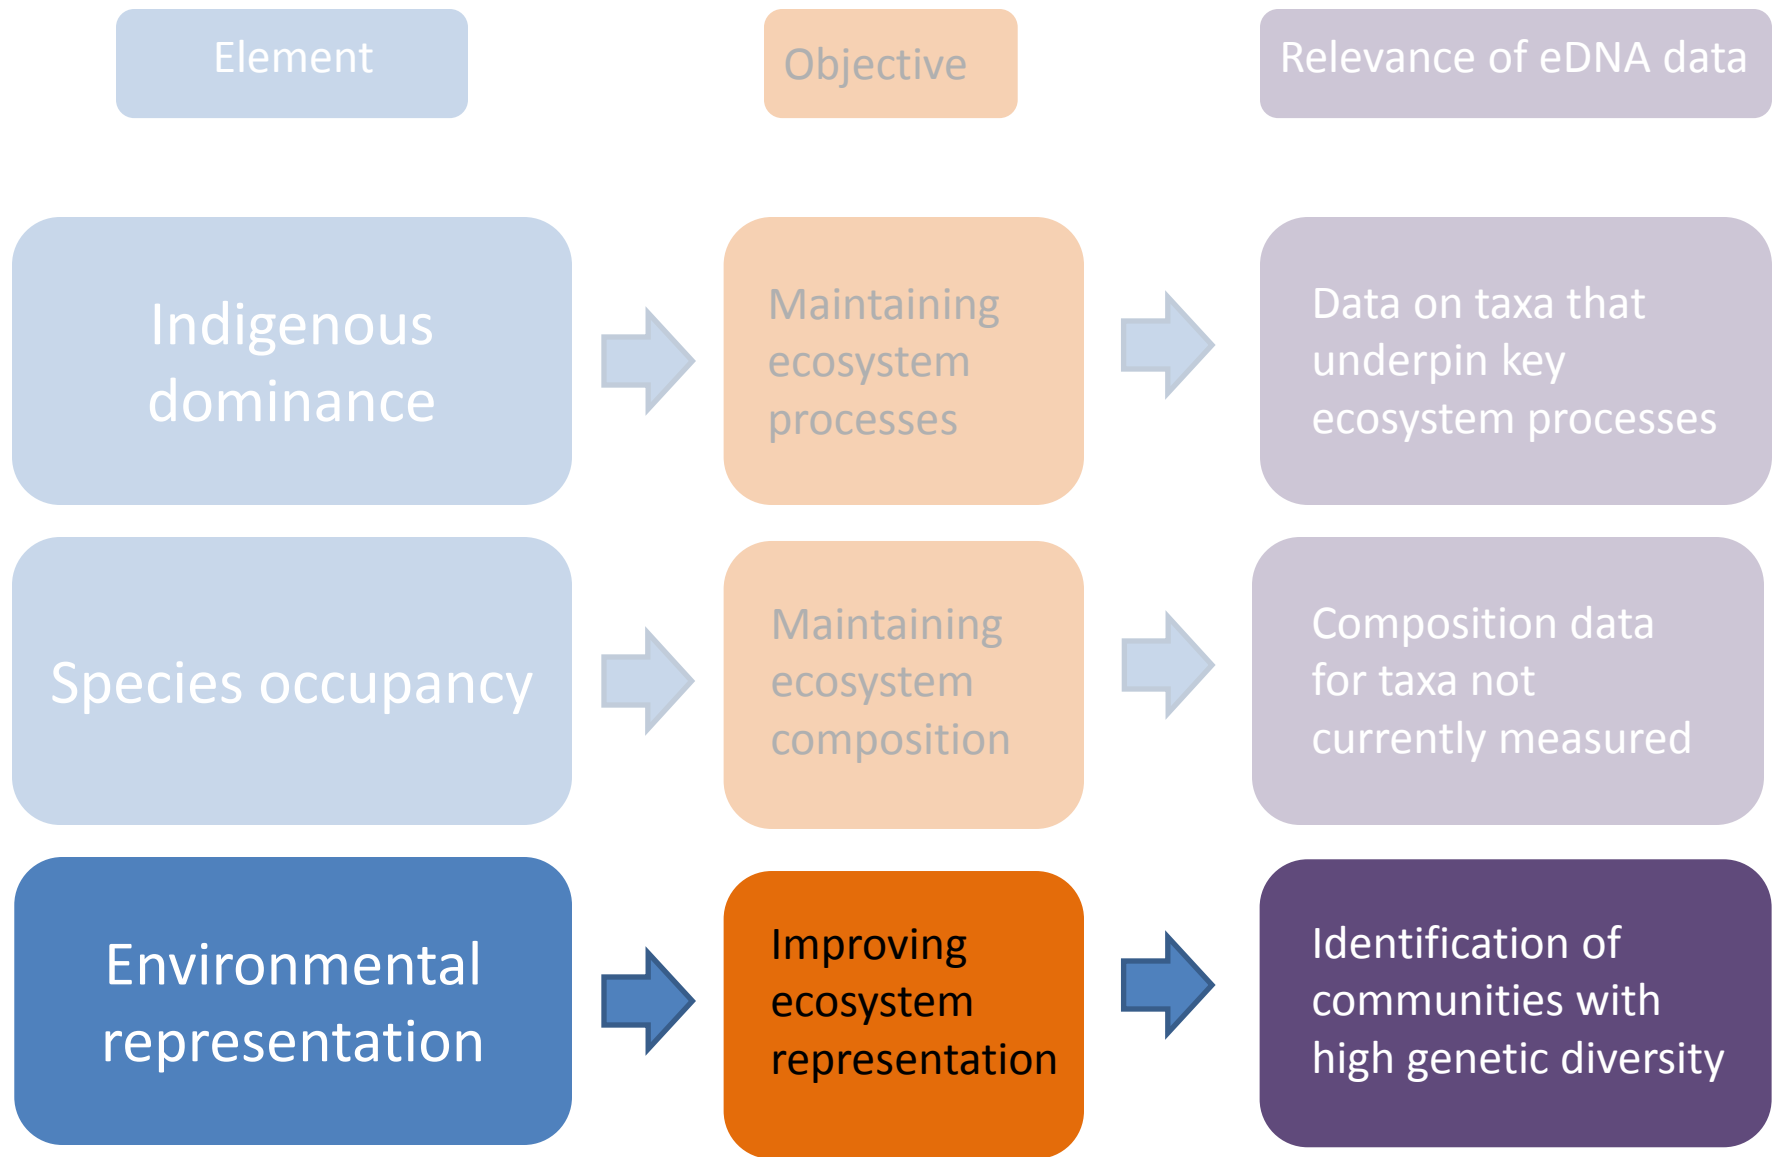 Element
Objective
Relevance of eDNA data
Indigenous
dominance
Maintaining
ecosystem
processes
Data on taxa that
underpin key
ecosystem processes
Species occupancy
Maintaining
ecosystem
composition
Composition data
for taxa not
currently measured
Environmental
representation
Improving
ecosystem
representation
Identification of
communities with
high genetic diversity